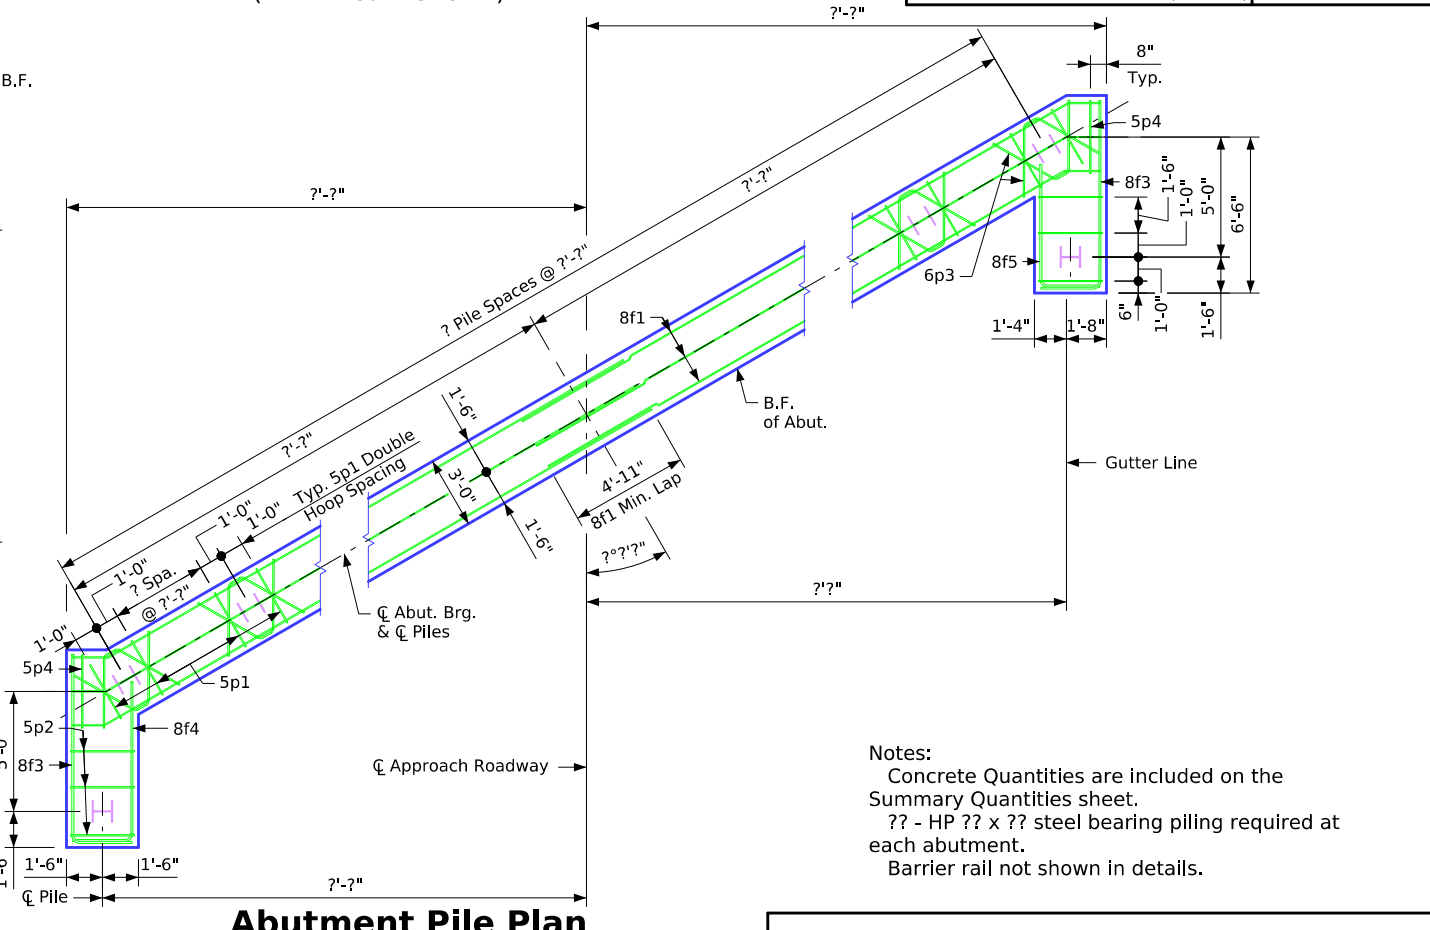 ?'-?"
8"
Typ.
B.F.
5p4
?'-?"
?'-?"
8f3
1'-6"
1'-0"
5'-0"
6'-6"
? Pile Spaces @ ?'-?"
6p3
8f5
6"
1'-0"
1'-6"
8f1
1'-4"
1'-8"
1'-6"
B.F.
of Abut.
?'-?"
Typ. 5p1 Double
Hoop Spacing
3'-0"
4'-11"
8f1 Min. Lap
Gutter Line
1'-0"
1'-0"
1'-6"
?°?'?"
1'-0"
? Spa.
@ ?'-?"
?'?"
℄ Abut. Brg.
& ℄ Piles
1'-0"
5p4
5p1
5p2
8f4
8f3
℄ Approach Roadway
Notes:
Concrete Quantities are included on the
Summary Quantities sheet.
?? - HP ?? x ?? steel bearing piling required at
each abutment.
Barrier rail not shown in details.
1'-6"
1'-6"
?'-?"
℄ Pile
Abutment Pile Plan